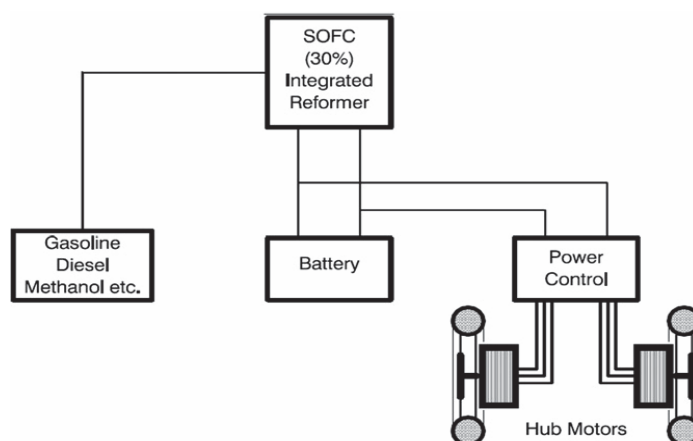 SOFC
(30%)
Integrated
Reformer
Gasoline
Diesel
Methanol etc.
Battery
Power
Control
Hub Motors